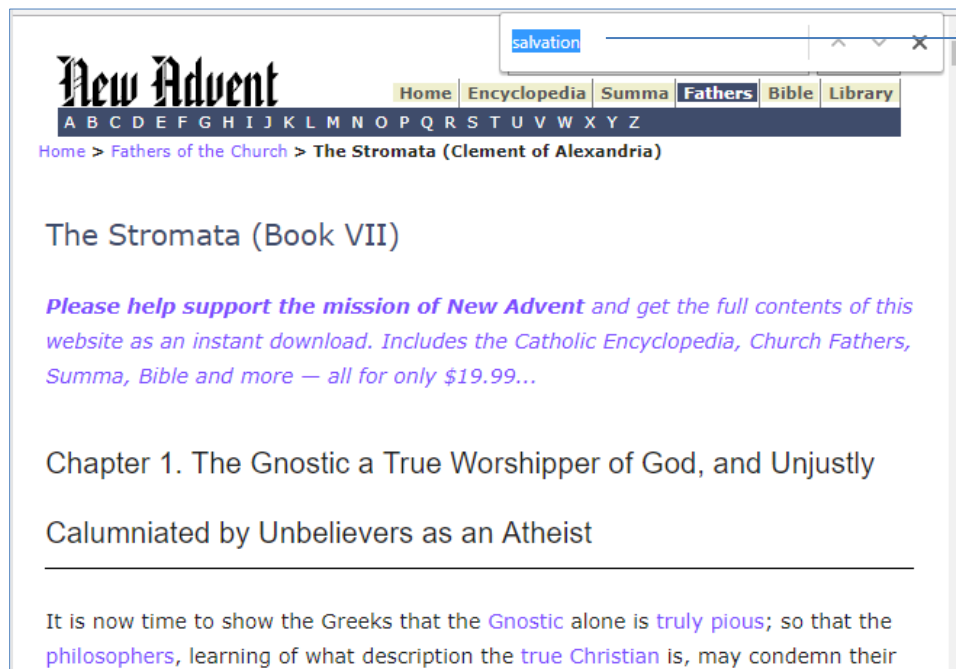 salvation
New Advent
Home Encyclopedia Summa Fathers Bible Library
A B C D E F G H I J K L M N O P Q R S T U V W X Y Z
Home > Fathers of the Church > The Stromata (Clement of Alexandria)
The Stromata (Book VII)
Please help support the mission of New Advent and get the full contents of this
website as an instant download. Includes the Catholic Encyclopedia, Church Fathers,
Summa, Bible and more — all for only $19.99...
Chapter 1. The Gnostic a True Worshipper of God, and Unjustly
Calumniated by Unbelievers as an Atheist
It is now time to show the Greeks that the Gnostic alone is truly pious; so that the
philosophers, learning of what description the true Christian is, may condemn their